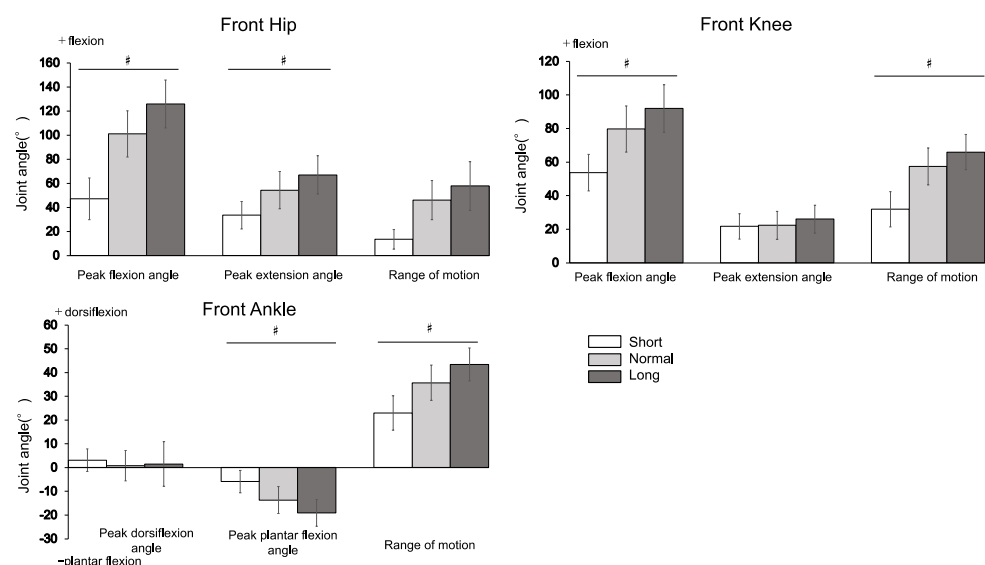 Front Hip
+flexion
♯
♯
160
140
120
100
80
60
40
20
0
Joint angle(°)
Peak flexion angle
Peak extension angle
Range of motion
Front Knee
+flexion
♯
♯
120
100
80
60
40
20
0
Joint angle(°)
Peak flexion angle
Peak extension angle
Range of motion
Front Ankle
+dorsiflexion
♯
♯
60
50
40
30
20
10
0
-10
-20
-30
Joint angle(°)
Peak dorsiflexion
angle
Peak plantar flexion
angle
Range of motion
−plantar flexion
Short
Normal
Long